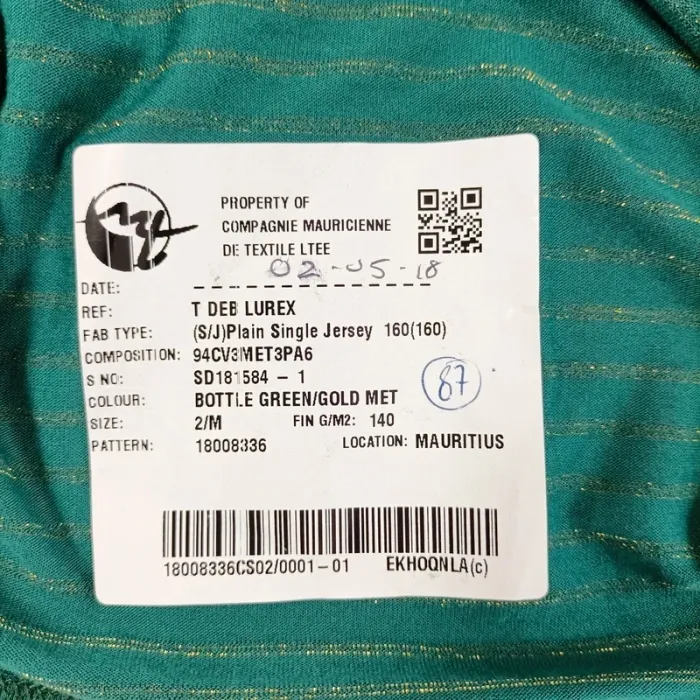 PROPERTY OF
COMPAGNIE MAURICIENNE
DE TEXTILE LTEE
DATE: 02-05-18
REF: T DEB LUREX
FAB TYPE: (S/J)Plain Single Jersey 160(160)
COMPOSITION: 94CV3MET3PA6
S NO: SD181584 - 1
COLOUR: BOTTLE GREEN/GOLD MET
87
SIZE: 2/M FIN G/M2: 140
PATTERN: 18008336 LOCATION: MAURITIUS
18008336CS02/0001-01 EKHOQNLA(c)